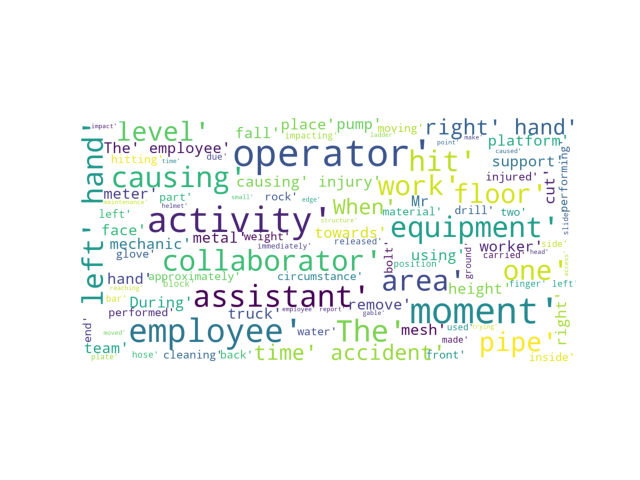 impact'
level'
fall'
place'
pump'
moving'
right' hand'
left' hand'
The' employee'
hitting'
time'
due'
operator'
impacting'
ladder'
hit'
platform'
point'
make'
caused'
support'
performing'
causing'
causing' injury'
work'
floor'
injured'
cut'
meter'
part'
maintenance'
helmet'
small'
rock'
edge'
When'
Mr
material'
drill'
two'
slide'
left'
face'
activity'
structure'
towards'
equipment'
mechanic'
metal'
weight'
immediately'
released'
bolt'
using'
worker'
side'
carried'
head'
glove'
collaborator'
position'
ground'
one'
access'
hand'
approximately'
circumstance'
area'
reaching
block'
height'
finger' left'
bar'
During'
assistant'
remove'
moment'
performed'
truck'
employee' report'
gable'
right'
end'
moved'
employee'
water'
The'
mesh'
used'
trying
made'
pipe'
team'
plate'
hose'
cleaning'
back'
time' accident'
front'
inside'